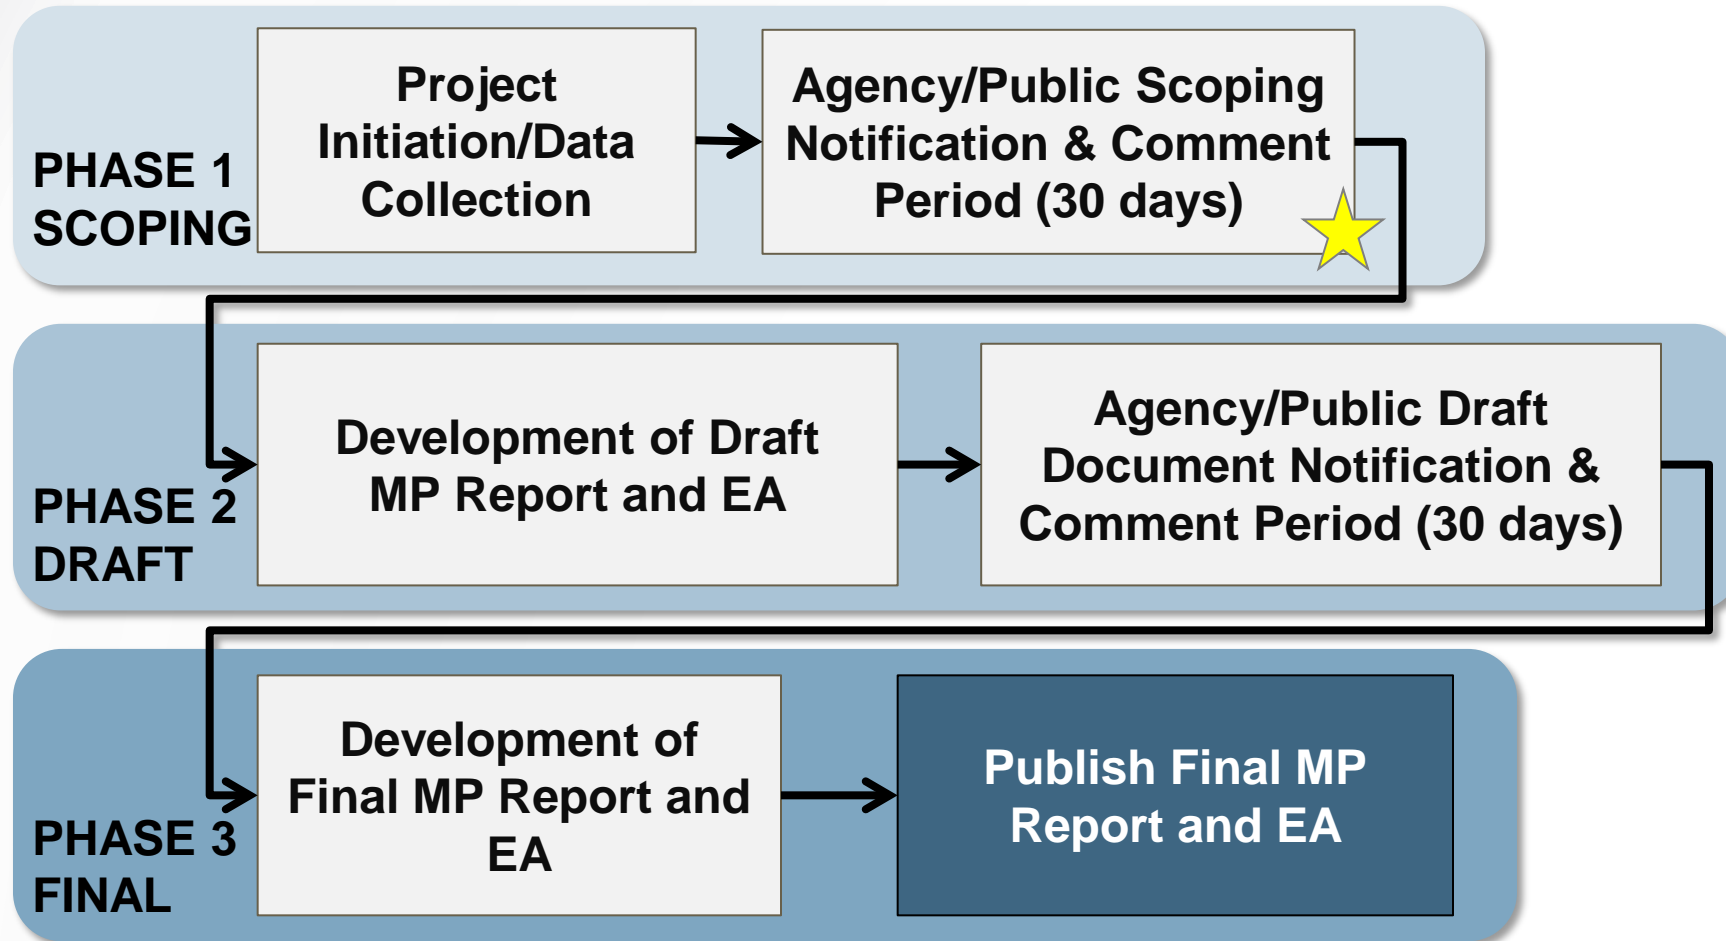 PHASE 1
SCOPING
Project
Initiation/Data
Collection
Agency/Public Scoping
Notification & Comment
Period (30 days)
PHASE 2
DRAFT
Development of Draft
MP Report and EA
Agency/Public Draft
Document Notification &
Comment Period (30 days)
PHASE 3
FINAL
Development of
Final MP Report and
EA
Publish Final MP
Report and EA